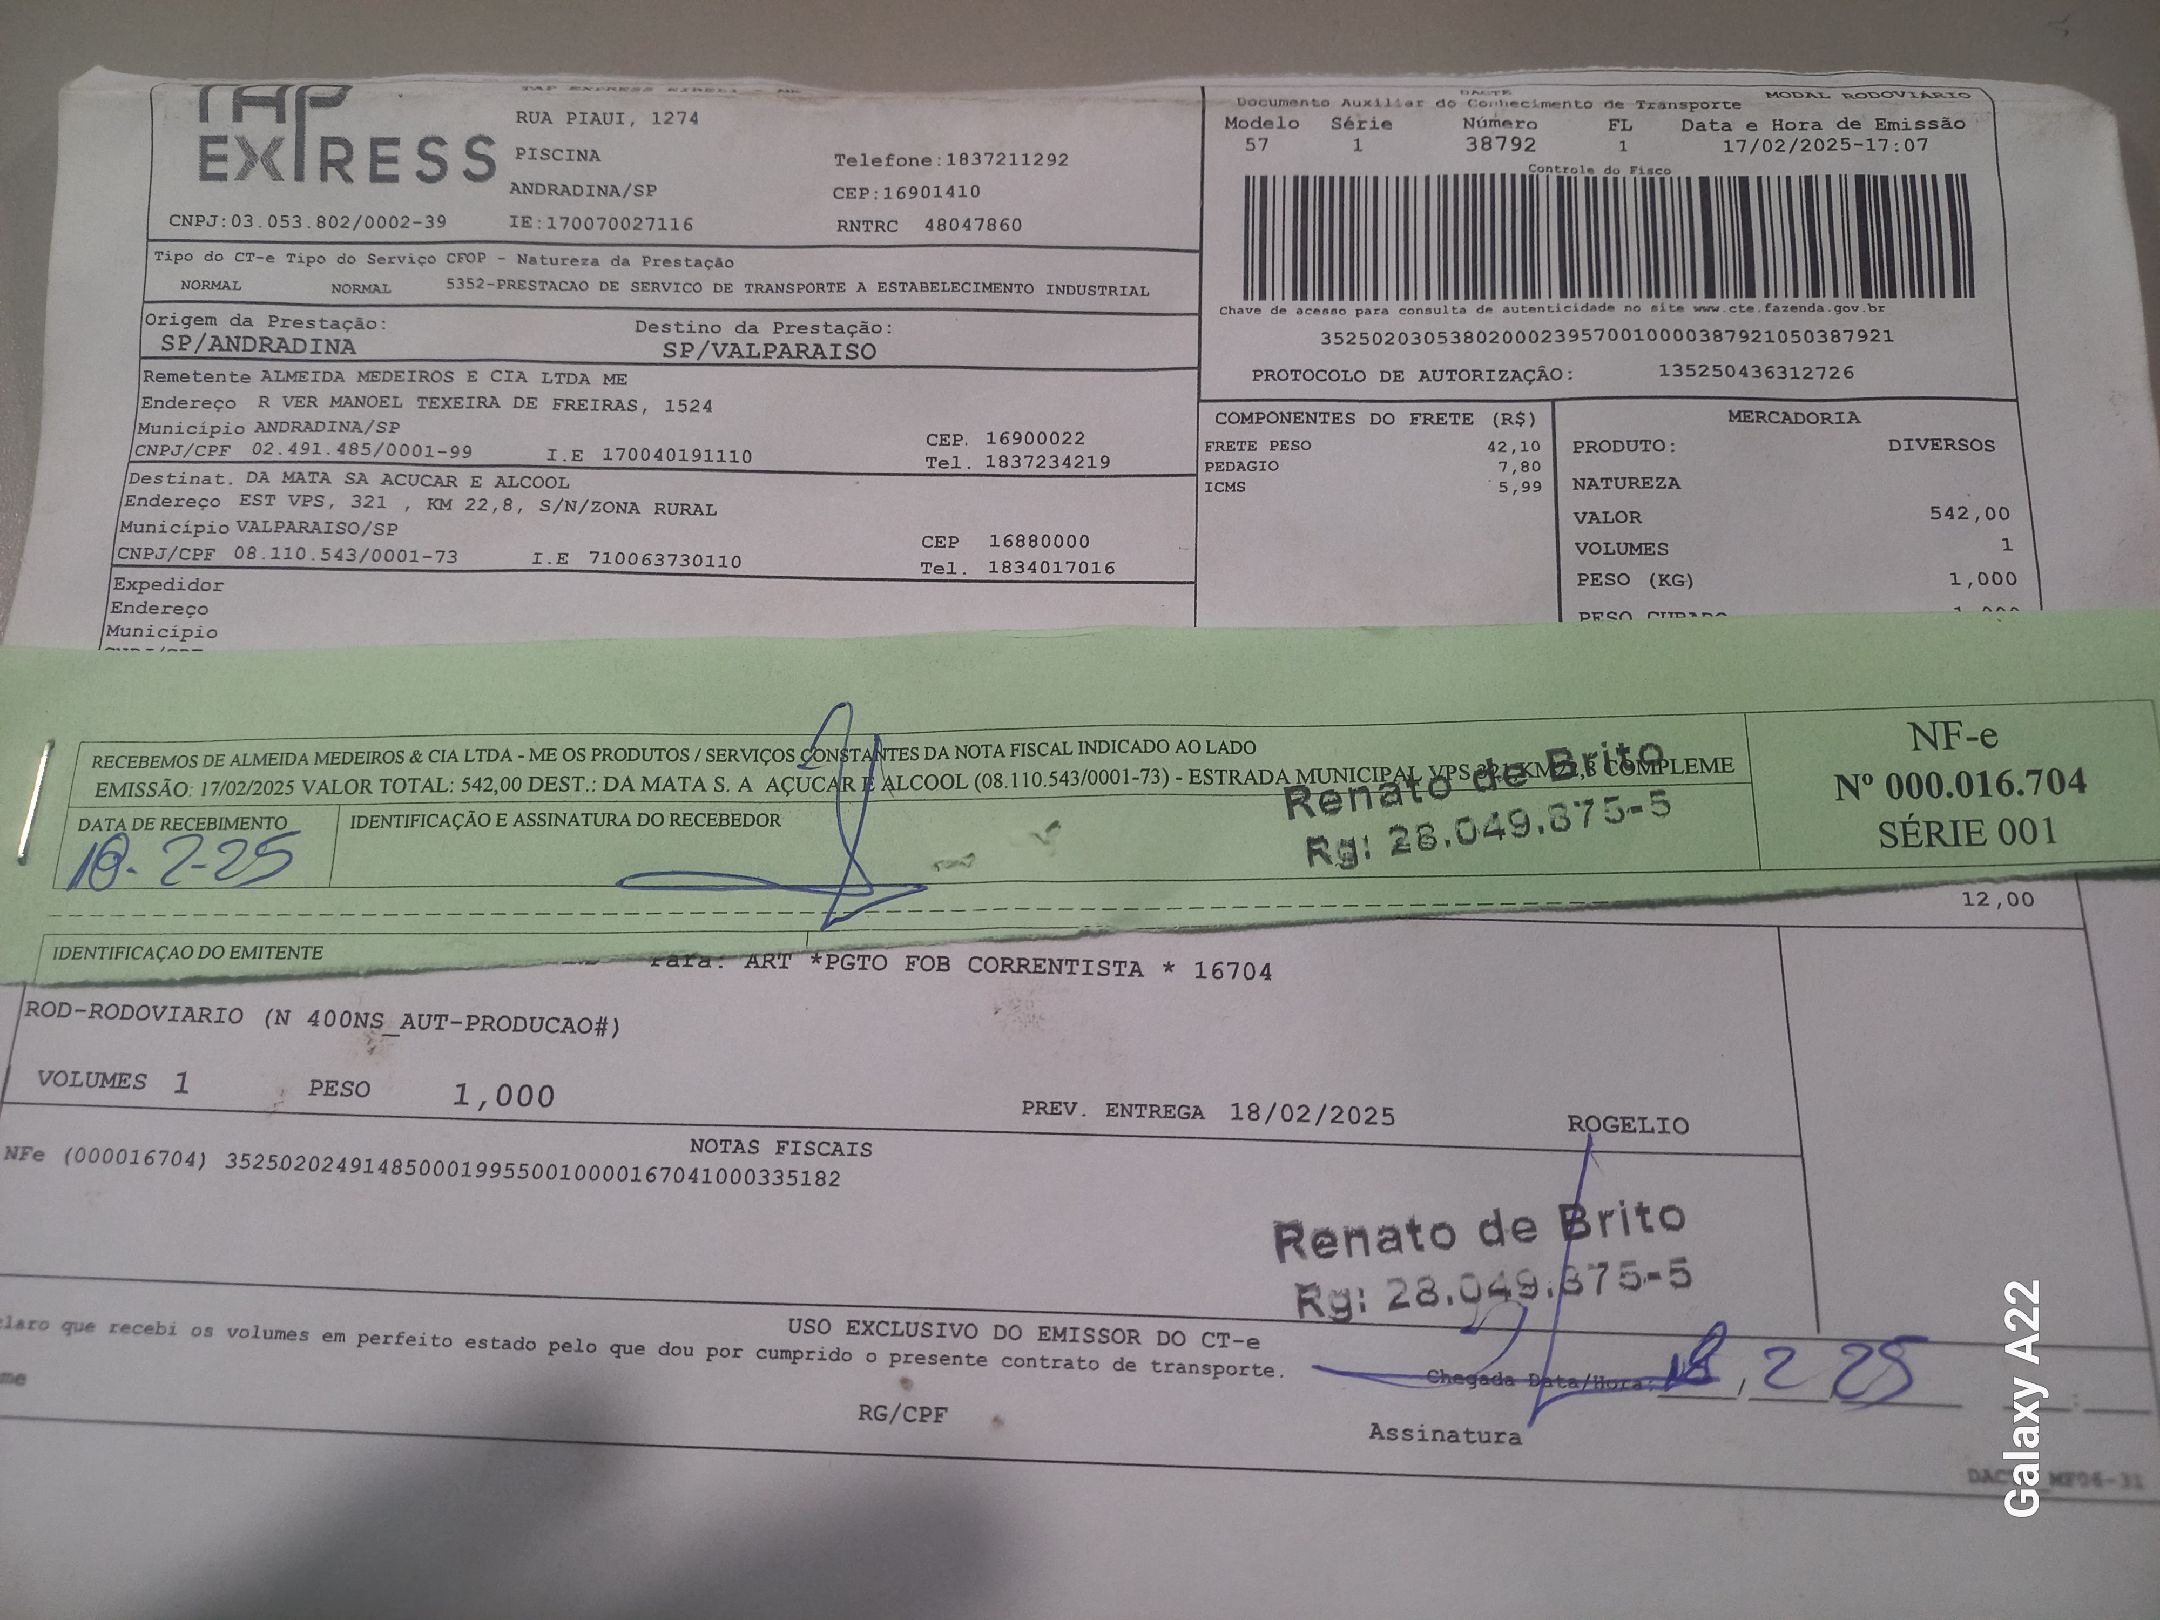 TAP EXPRESS
RUA PIAUI, 1274
PISCINA
Telefone:1837211292
ANDRADINA/SP
CEP:16901410
CNPJ:03.053.802/0002-39
IE:170070027116
RNTRC 48047860
MODAL RODOVIÁRIO
Documento Auxiliar do Conhecimento de Transporte
Modelo Série Número FL Data e Hora de Emissão
57 1 38792 1 17/02/2025-17:07
Controle do Fisco
Chave de acesso para consulta de autenticidade no site www.cte.fazenda.gov.br
35250203053802000239570010000387921050387921
PROTOCOLO DE AUTORIZAÇÃO: 135250436312726
Tipo do CT-e Tipo do Serviço CFOP - Natureza da Prestação
NORMAL NORMAL 5352-PRESTACAO DE SERVICO DE TRANSPORTE A ESTABELECIMENTO INDUSTRIAL
Origem da Prestação: Destino da Prestação:
SP/ANDRADINA SP/VALPARAISO
Remetente ALMEIDA MEDEIROS E CIA LTDA ME
Endereço R VER MANOEL TEXEIRA DE FREIRAS, 1524
Município ANDRADINA/SP CEP. 16900022
CNPJ/CPF 02.491.485/0001-99 I.E 170040191110 Tel. 1837234219
Destinat. DA MATA SA ACUCAR E ALCOOL
Endereço EST VPS, 321 , KM 22,8, S/N/ZONA RURAL
Município VALPARAISO/SP CEP 16880000
CNPJ/CPF 08.110.543/0001-73 I.E 710063730110 Tel. 1834017016
Expedidor
Endereço
Município
COMPONENTES DO FRETE (R$)
FRETE PESO 42,10
PEDAGIO 7,80
ICMS 5,99
MERCADORIA
PRODUTO: DIVERSOS
NATUREZA
VALOR 542,00
VOLUMES 1
PESO (KG) 1,000
RECEBEMOS DE ALMEIDA MEDEIROS & CIA LTDA - ME OS PRODUTOS / SERVIÇOS CONSTANTES DA NOTA FISCAL INDICADO AO LADO
EMISSÃO: 17/02/2025 VALOR TOTAL: 542,00 DEST.: DA MATA S. A AÇUCAR E ALCOOL (08.110.543/0001-73) - ESTRADA MUNICIPAL VPS COMPLEME
DATA DE RECEBIMENTO IDENTIFICAÇÃO E ASSINATURA DO RECEBEDOR
18-2-25
Renato de Brito
Rg: 28.049.875-5
NF-e
Nº 000.016.704
SÉRIE 001
12,00
IDENTIFICAÇAO DO EMITENTE
Para: ART *PGTO FOB CORRENTISTA * 16704
ROD-RODOVIARIO (N 400NS_AUT-PRODUCAO#)
VOLUMES 1 PESO 1,000 PREV. ENTREGA 18/02/2025 ROGELIO
NOTAS FISCAIS
NFe (000016704) 35250202491485000199550010000167041000335182
Renato de Brito
Rg: 28.049.875-5
USO EXCLUSIVO DO EMISSOR DO CT-e
claro que recebi os volumes em perfeito estado pelo que dou por cumprido o presente contrato de transporte.
Chegada Data/Hora: 18, 2 25
me
RG/CPF
Assinatura
Galaxy A22